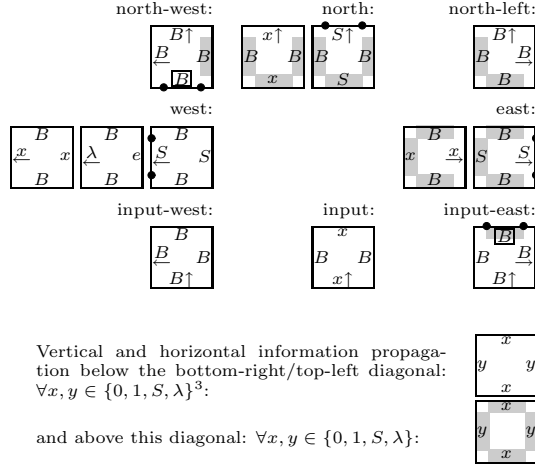 north-west: north: north-left:
B↑ x↑ S↑ B↑
B← B B B B B B B→
B x S B
west: east:
B B B B B
x← x λ← e S← S x x→ S S→
B B B B B
input-west: input: input-east:
B x B
B← B B B B B→
B↑ x↑ B↑
x
Vertical and horizontal information propaga-
y y
tion below the bottom-right/top-left diagonal:
∀x, y ∈ {0, 1, S, λ}³:
x
x
and above this diagonal: ∀x, y ∈ {0, 1, S, λ}:
y y
x